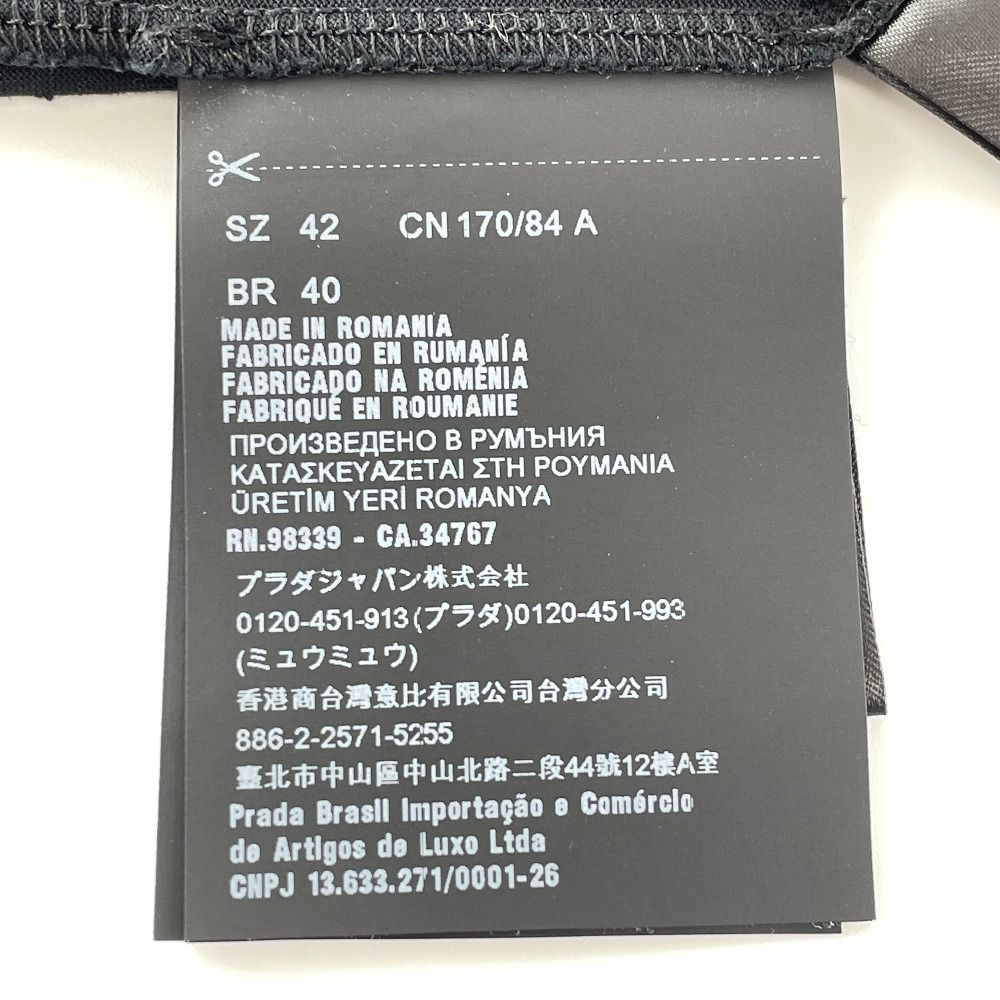 SZ 42 CN 170/84 A
BR 40
MADE IN ROMANIA
FABRICADO EN RUMANÍA
FABRICADO NA ROMÉNIA
FABRIQUÉ EN ROUMANIE
ПРОИЗВЕДЕНО В РУМЪНИЯ
ΚΑΤΑΣΚΕΥΑΖΕΤΑΙ ΣΤΗ ΡΟΥΜΑΝΙΑ
ÜRETİM YERİ ROMANYA
RN.98339 - CA.34767
プラダジャパン株式会社
0120-451-913(プラダ)0120-451-993
(ミュウミュウ)
香港商台灣意比有限公司台灣分公司
886-2-2571-5255
臺北市中山區中山北路二段44號12樓A室
Prada Brasil Importação e Comércio
de Artigos de Luxo Ltda
CNPJ 13.633.271/0001-26